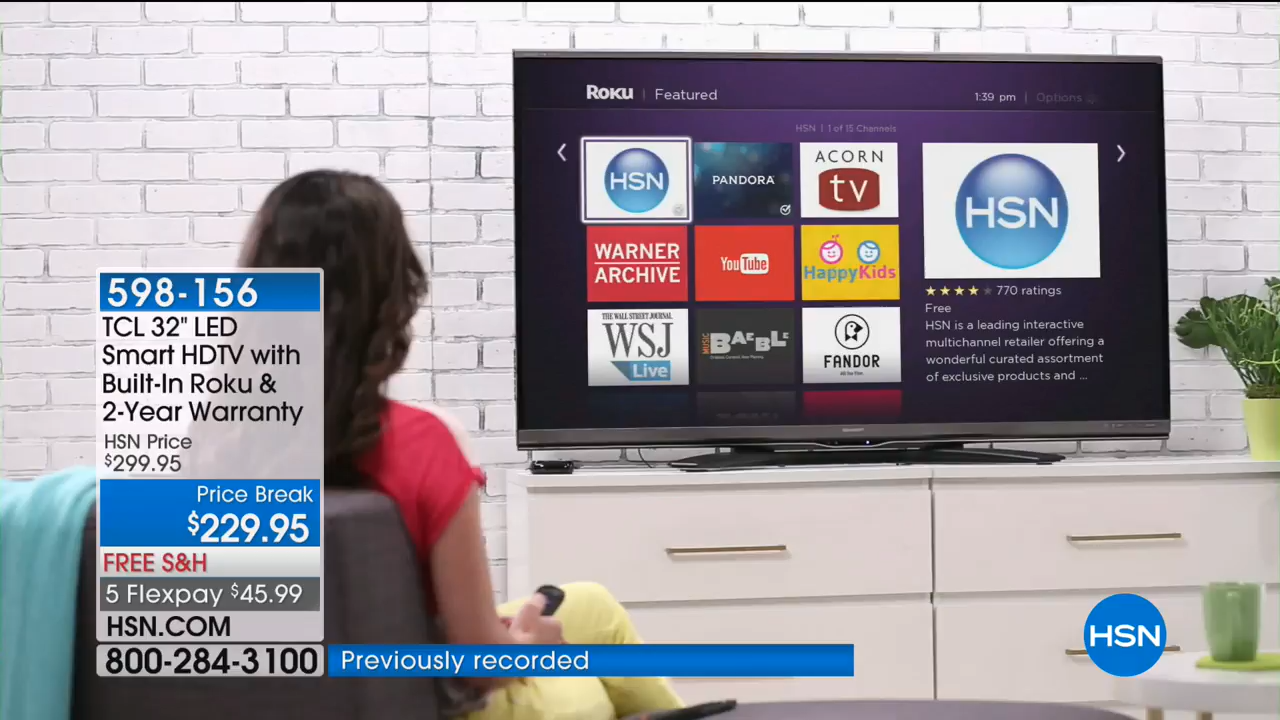 Roku | Featured
1:39 pm | Options
HSN | 1 of 15 Channels
HSN
PANDORA
ACORN
tv
HSN
WARNER
ARCHIVE
YouTube
HappyKids
770 ratings
Free
HSN is a leading interactive
multichannel retailer offering a
wonderful curated assortment
of exclusive products and ...
THE WALL STREET JOURNAL
WSJ
Live
MUSIC
BAEBLE
FANDOR
598-156
TCL 32" LED
Smart HDTV with
Built-In Roku &
2-Year Warranty
HSN Price
$299.95
Price Break
$229.95
FREE S&H
5 Flexpay $45.99
HSN.COM
800-284-3100
Previously recorded
HSN
SHARP